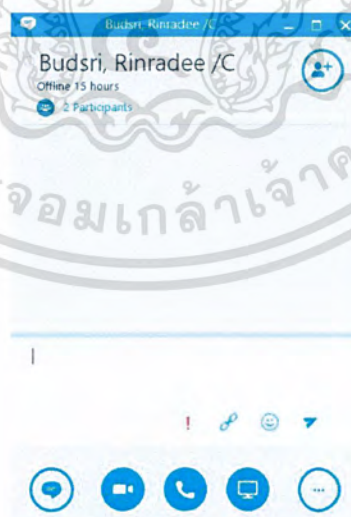 Budsri, Rinradee /C
Budsri, Rinradee /C
Offline 15 hours
2 Participants
จอมเกล้าเจ้าค